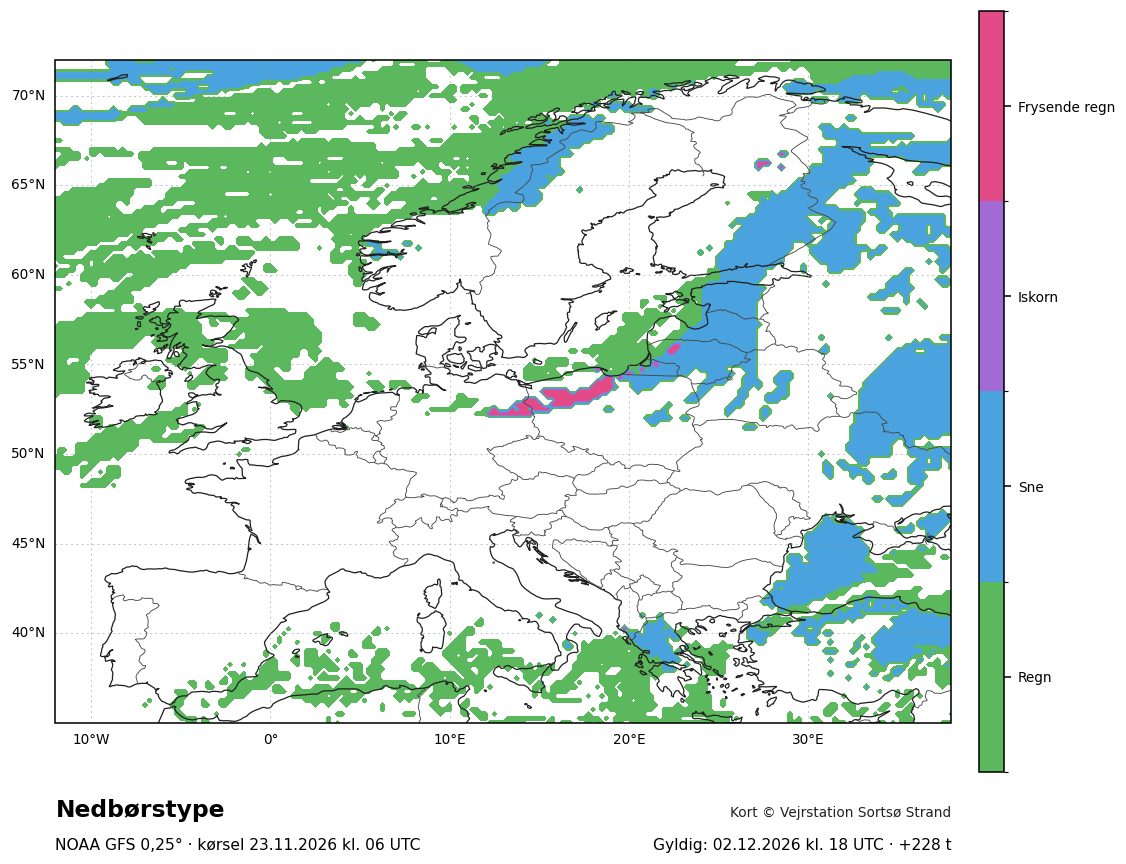 70°N
65°N
60°N
55°N
50°N
45°N
40°N
10°W
0°
10°E
20°E
30°E
Frysende regn
Iskorn
Sne
Regn
Nedbørstype
Kort © Vejrstation Sortsø Strand
NOAA GFS 0,25° · kørsel 23.11.2026 kl. 06 UTC
Gyldig: 02.12.2026 kl. 18 UTC · +228 t